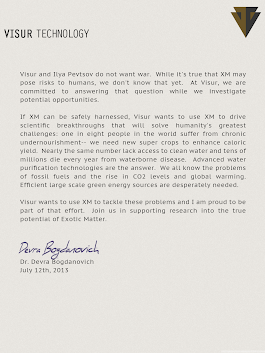 VISUR TECHNOLOGY
Visur and Ilya Pevtsov do not want war. While it's true that XM may
pose risks to humans, we don't know that yet. At Visur, we are
committed to answering that question while we investigate
potential opportunities.
If XM can be safely harnessed, Visur wants to use XM to drive
scientific breakthroughs that will solve humanity's greatest
challenges: one in eight people in the world suffer from chronic
undernourishment-- we need new super crops to enhance caloric
yield. Nearly the same number lack access to clean water and tens of
millions die every year from waterborne disease. Advanced water
purification technologies are the answer. We all know the problems
of fossil fuels and the rise in CO2 levels and global warming.
Efficient large scale green energy sources are desperately needed.
Visur wants to use XM to tackle these problems and I am proud to be
part of that effort. Join us in supporting research into the true
potential of Exotic Matter.
Devra Bogdanovich
Dr. Devra Bogdanovich
July 12th, 2013